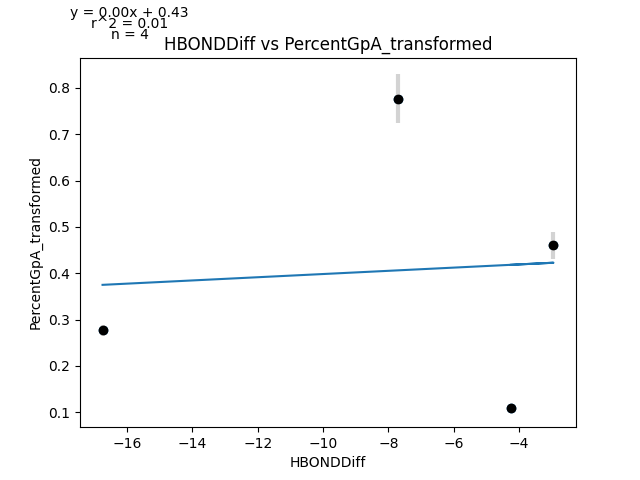 y = 0.00x + 0.43
r^2 = 0.01
n = 4
HBONDDiff vs PercentGpA_transformed
PercentGpA_transformed
0.8
0.7
0.6
0.5
0.4
0.3
0.2
0.1
−16
−14
−12
−10
−8
−6
−4
HBONDDiff